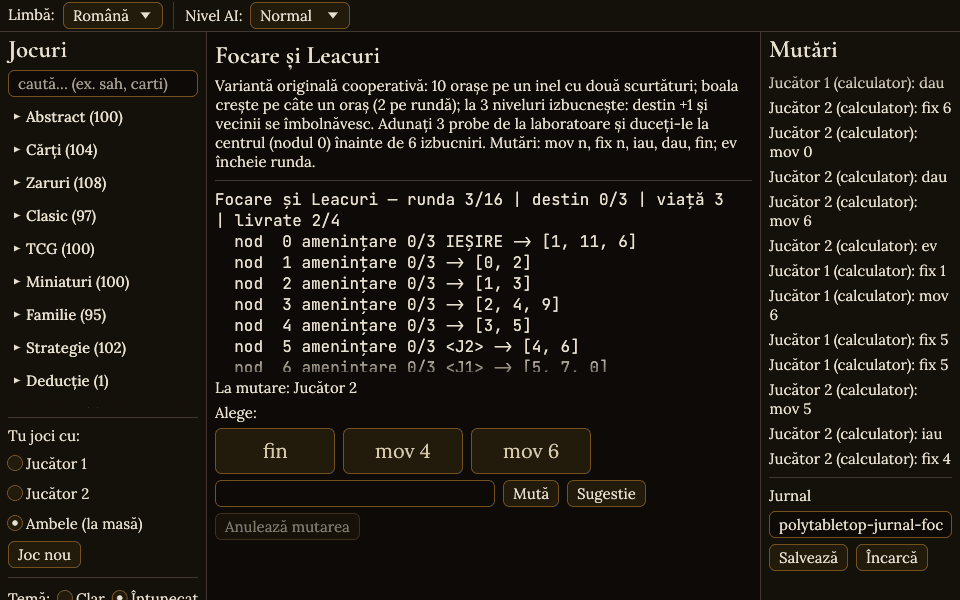 Limbă: Română ▼ Nivel AI: Normal ▼
Jocuri
caută... (ex. sah, carti)
▸ Abstract (100)
▸ Cărți (104)
▸ Zaruri (108)
▸ Clasic (97)
▸ TCG (100)
▸ Miniaturi (100)
▸ Familie (95)
▸ Strategie (102)
▸ Deducție (1)
Tu joci cu:
Jucător 1
Jucător 2
Ambele (la masă)
Joc nou
Temă: Clar Întunecat
Focare și Leacuri
Variantă originală cooperativă: 10 orașe pe un inel cu două scurtături; boala
crește pe câte un oraș (2 pe rundă); la 3 niveluri izbucnește: destin +1 și
vecinii se îmbolnăvesc. Adunați 3 probe de la laboratoare și duceți-le la
centrul (nodul 0) înainte de 6 izbucniri. Mutări: mov n, fix n, iau, dau, fin; ev
încheie runda.
Focare și Leacuri — runda 3/16 | destin 0/3 | viață 3
| livrate 2/4
nod 0 amenințare 0/3 IEȘIRE —> [1, 11, 6]
nod 1 amenințare 0/3 —> [0, 2]
nod 2 amenințare 0/3 —> [1, 3]
nod 3 amenințare 0/3 —> [2, 4, 9]
nod 4 amenințare 0/3 —> [3, 5]
nod 5 amenințare 0/3 <J2> —> [4, 6]
nod 6 amenințare 0/3 <J1> —> [5, 7, 0]
La mutare: Jucător 2
Alege:
fin mov 4 mov 6
Mută Sugestie
Anulează mutarea
Mutări
Jucător 1 (calculator): dau
Jucător 2 (calculator): fix 6
Jucător 2 (calculator):
mov 0
Jucător 2 (calculator): dau
Jucător 2 (calculator):
mov 6
Jucător 2 (calculator): ev
Jucător 1 (calculator): fix 1
Jucător 1 (calculator): mov
6
Jucător 1 (calculator): fix 5
Jucător 1 (calculator): fix 5
Jucător 2 (calculator):
mov 5
Jucător 2 (calculator): iau
Jucător 2 (calculator): fix 4
Jurnal
polytabletop-jurnal-foc
Salvează Încarcă